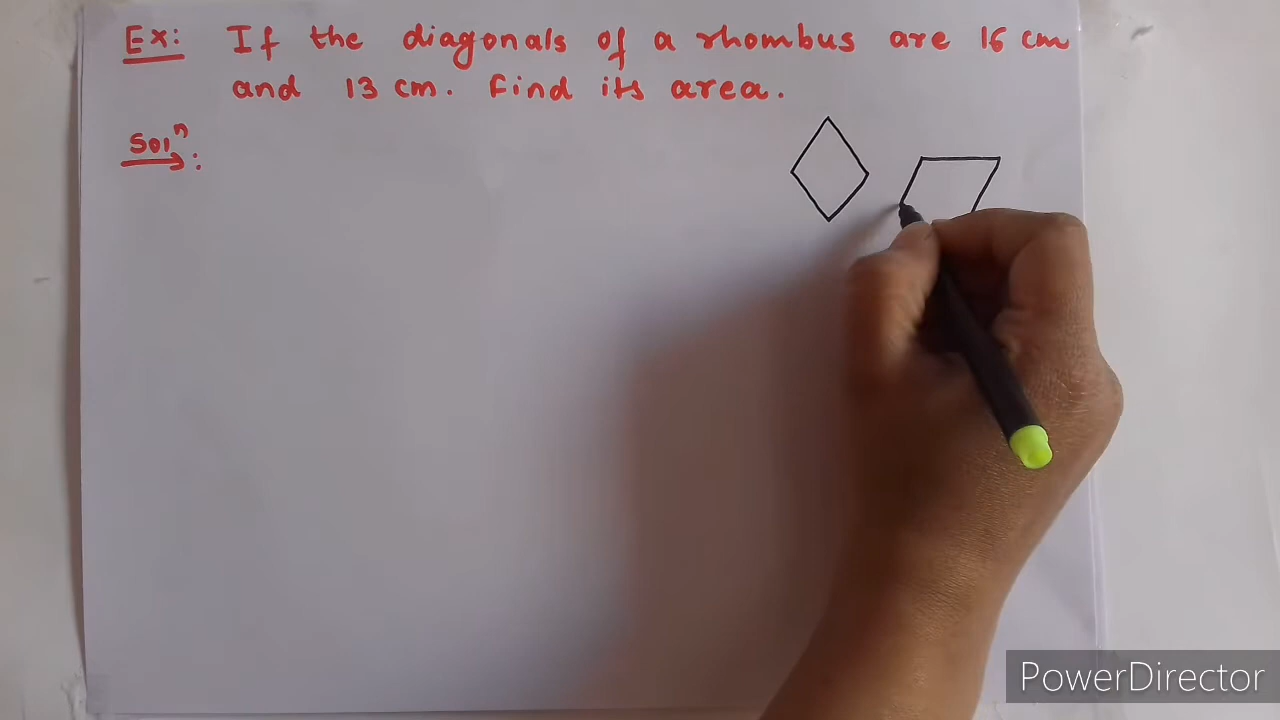 Ex: If the diagonals of a rhombus are 16 cm
and 13 cm. Find its area.
Solⁿ:
PowerDirector